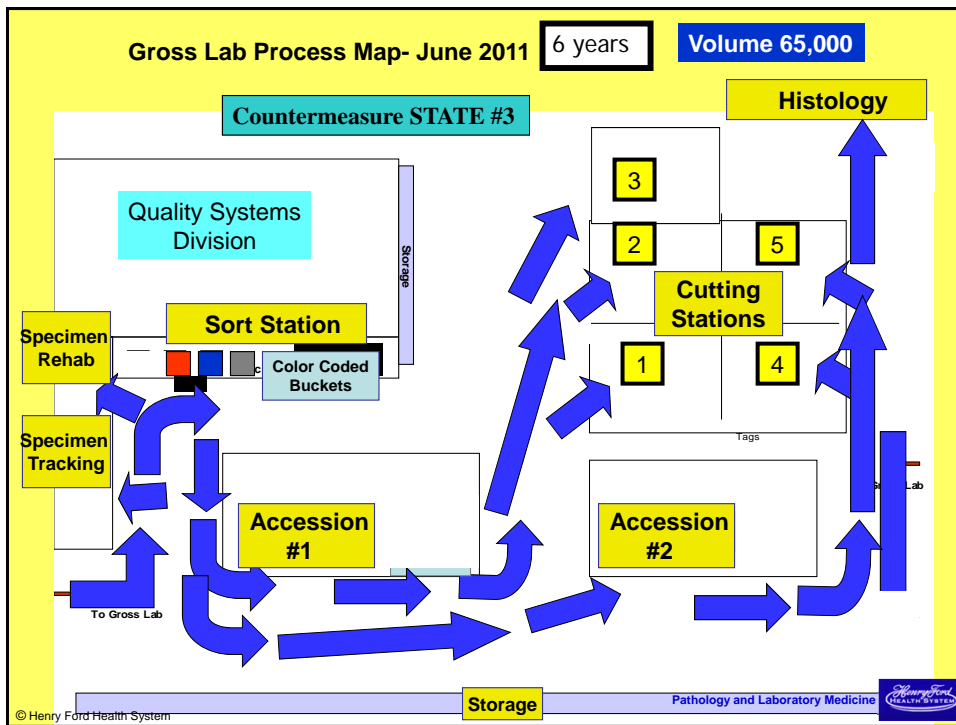 Gross Lab Process Map- June 2011
6 years
Volume 65,000
Countermeasure STATE #3
Histology
3
Quality Systems
Division
Storage
2
5
Cutting
Stations
Sort Station
Specimen
Rehab
Color Coded
Buckets
c
1
4
Specimen
Tracking
Tags
Accession
#1
Accession
#2
To Gross Lab
Storage
Pathology and Laboratory Medicine
Henry Ford
HEALTH SYSTEM
© Henry Ford Health System